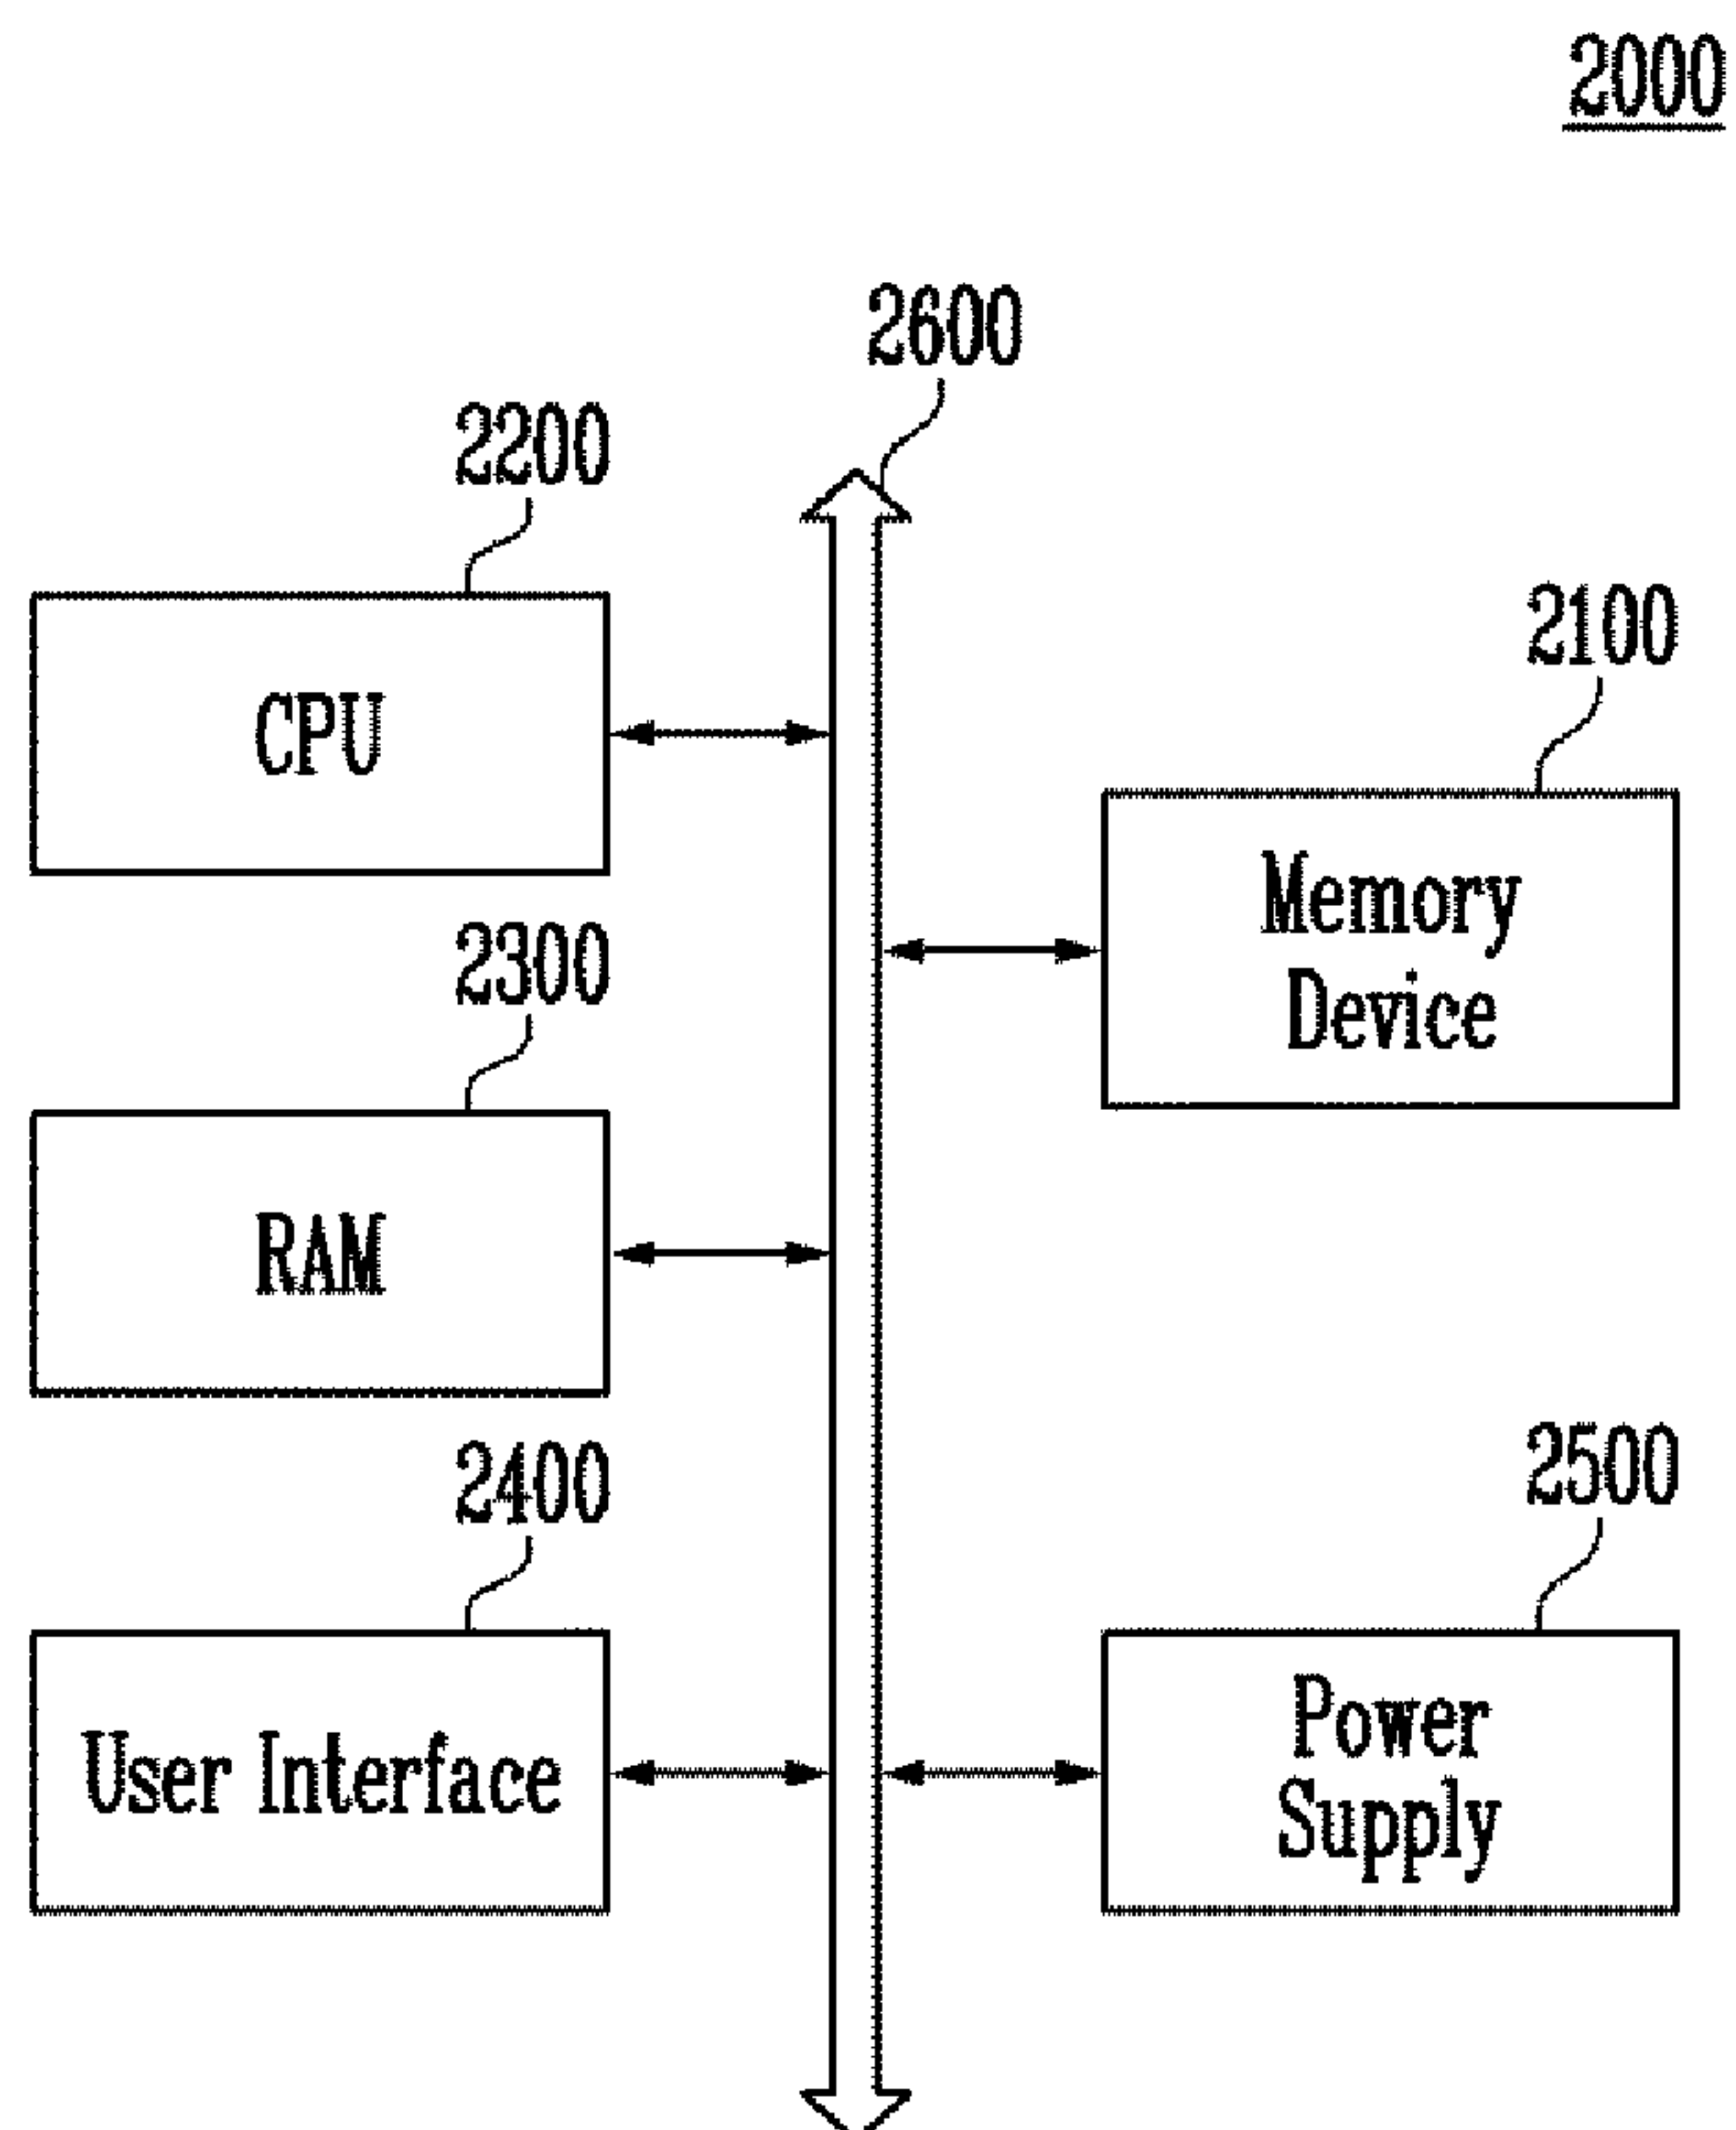 2000
2600
2200
CPU
2100
Memory
Device
2300
RAM
2400
User Interface
2500
Power
Supply